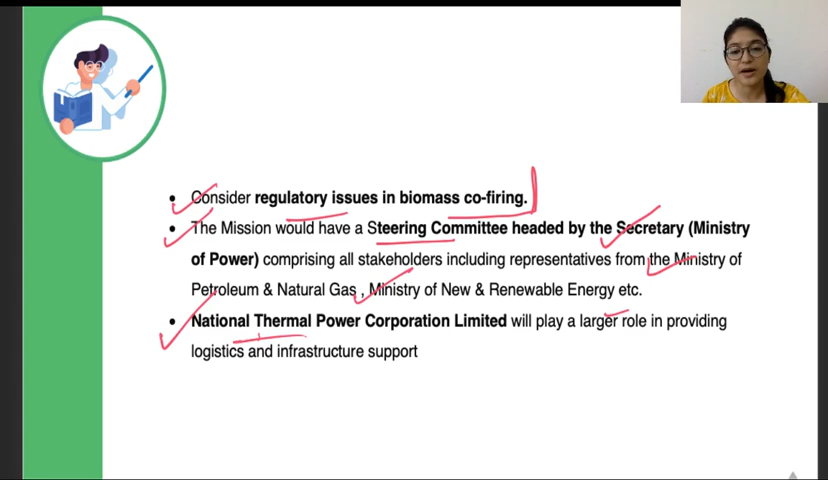 Consider regulatory issues in biomass co-firing.
The Mission would have a Steering Committee headed by the Secretary (Ministry
of Power) comprising all stakeholders including representatives from the Ministry of
Petroleum & Natural Gas , Ministry of New & Renewable Energy etc.
National Thermal Power Corporation Limited will play a larger role in providing
logistics and infrastructure support